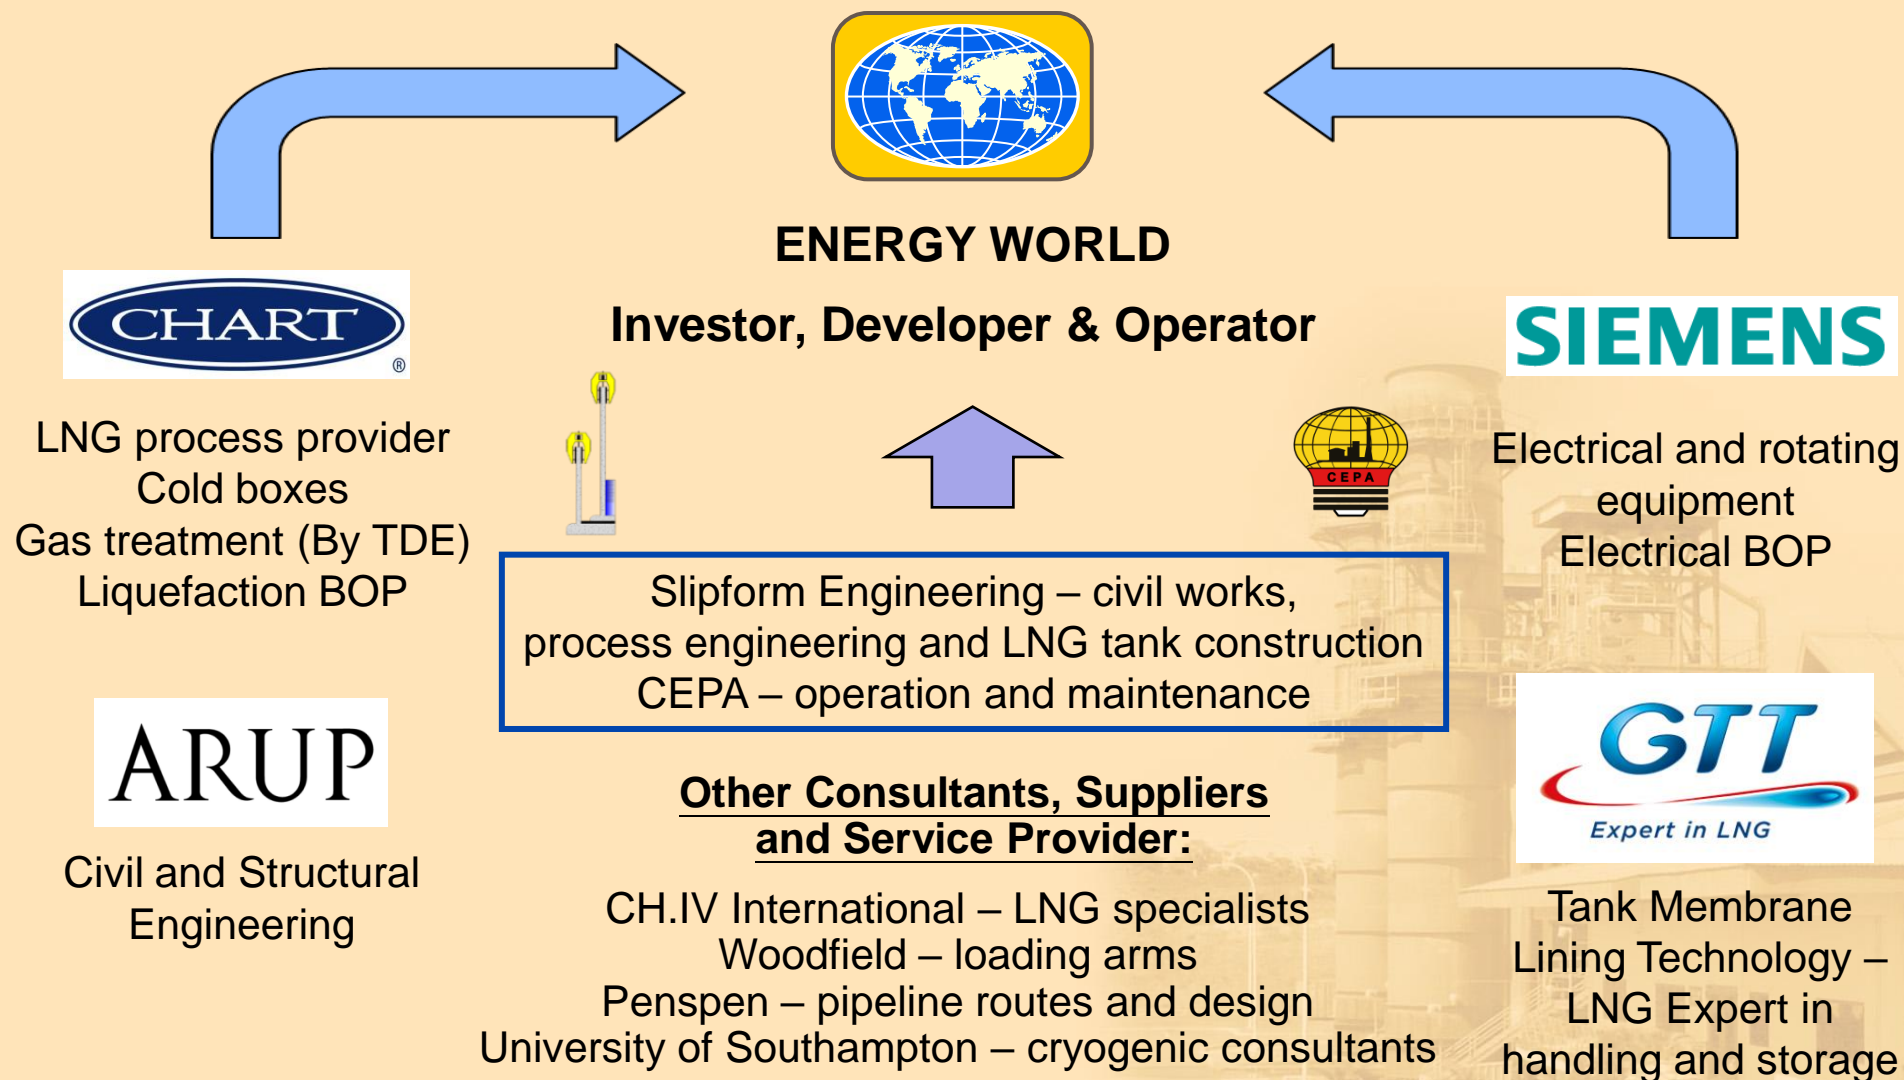 ENERGY WORLD
Investor, Developer & Operator
CHART
®
LNG process provider
Cold boxes
Gas treatment (By TDE)
Liquefaction BOP
ARUP
Civil and Structural
Engineering
CEPA
Slipform Engineering – civil works,
process engineering and LNG tank construction
CEPA – operation and maintenance
Other Consultants, Suppliers
and Service Provider:
CH.IV International – LNG specialists
Woodfield – loading arms
Penspen – pipeline routes and design
University of Southampton – cryogenic consultants
SIEMENS
Electrical and rotating
equipment
Electrical BOP
GTT
Expert in LNG
Tank Membrane
Lining Technology –
LNG Expert in
handling and storage